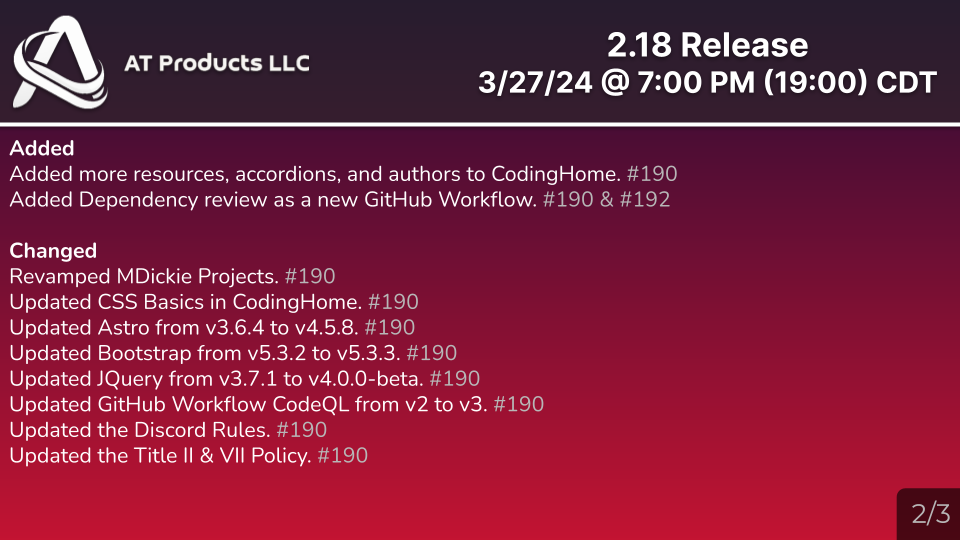 AT Products LLC
2.18 Release
3/27/24 @ 7:00 PM (19:00) CDT
Added
Added more resources, accordions, and authors to CodingHome. #190
Added Dependency review as a new GitHub Workflow. #190 & #192
Changed
Revamped MDickie Projects. #190
Updated CSS Basics in CodingHome. #190
Updated Astro from v3.6.4 to v4.5.8. #190
Updated Bootstrap from v5.3.2 to v5.3.3. #190
Updated JQuery from v3.7.1 to v4.0.0-beta. #190
Updated GitHub Workflow CodeQL from v2 to v3. #190
Updated the Discord Rules. #190
Updated the Title II & VII Policy. #190
2/3